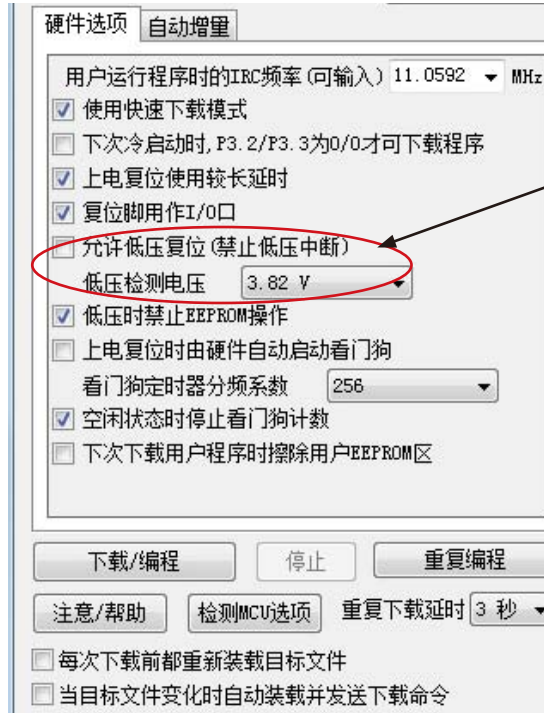 硬件选项 自动增量
用户运行程序时的IRC频率(可输入) 11.0592 MHz
使用快速下载模式
下次冷启动时,P3.2/P3.3为0/0才可下载程序
上电复位使用较长延时
复位脚用作I/O口
允许低压复位(禁止低压中断)
低压检测电压 3.82 V
低压时禁止EEPROM操作
上电复位时由硬件自动启动看门狗
看门狗定时器分频系数 256
空闲状态时停止看门狗计数
下次下载用户程序时擦除用户EEPROM区
下载/编程 停止 重复编程
注意/帮助 检测MCU选项 重复下载延时 3 秒
每次下载前都重新装载目标文件
当目标文件变化时自动装载并发送下载命令